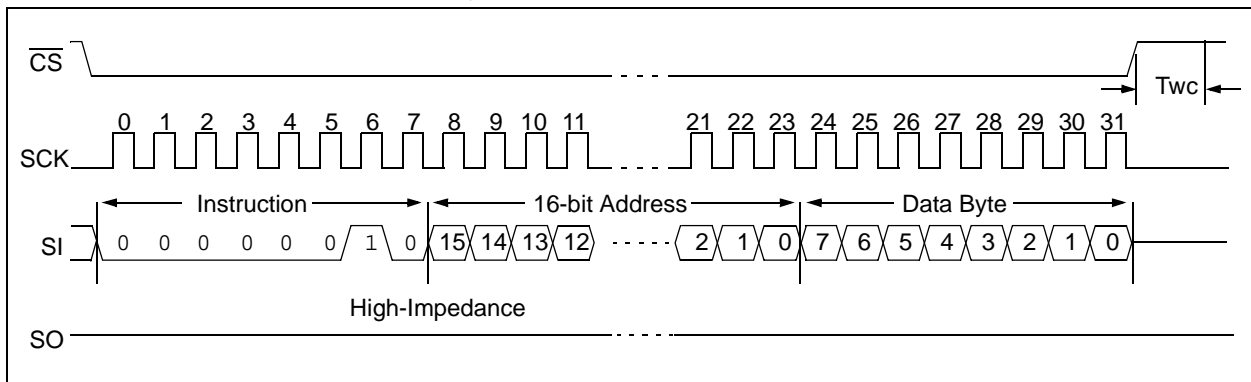 CS
Twc
0 1 2 3 4 5 6 7 8 9 10 11 21 22 23 24 25 26 27 28 29 30 31
SCK
Instruction 16-bit Address Data Byte
SI 0 0 0 0 0 0 1 0 15 14 13 12 2 1 0 7 6 5 4 3 2 1 0
High-Impedance
SO